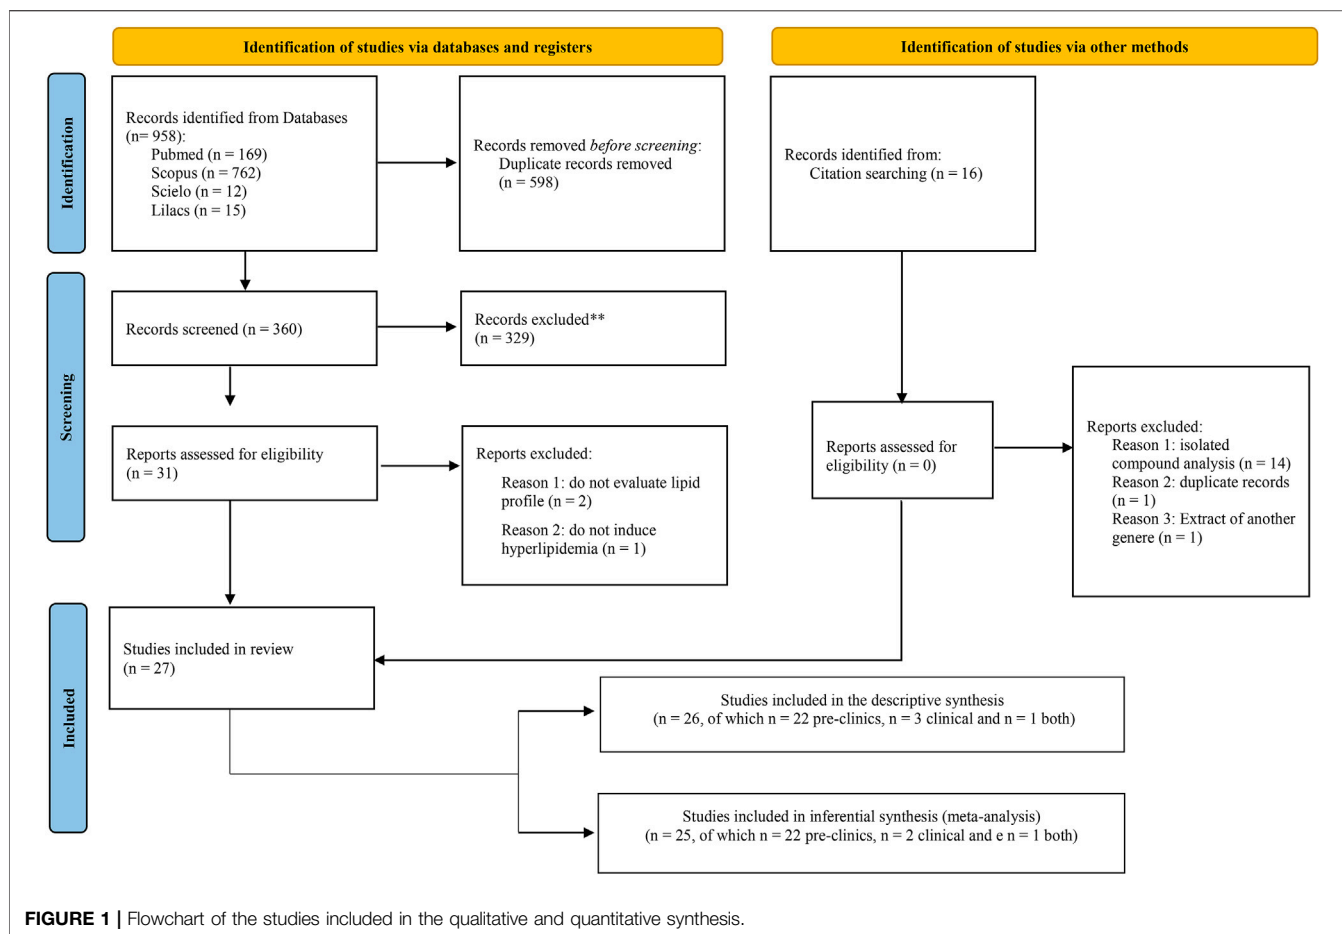 Identification of studies via databases and registers
Identification of studies via other methods
Identification
Records identified from Databases
(n= 958):
Pubmed (n = 169)
Scopus (n = 762)
Scielo (n = 12)
Lilacs (n = 15)
Records removed before screening:
Duplicate records removed
(n = 598)
Records identified from:
Citation searching (n = 16)
Screening
Records screened (n = 360)
Records excluded**
(n = 329)
Reports assessed for eligibility
(n = 31)
Reports excluded:
Reason 1: do not evaluate lipid
profile (n = 2)
Reason 2: do not induce
hyperlipidemia (n = 1)
Reports assessed for
eligibility (n = 0)
Reports excluded:
Reason 1: isolated
compound analysis (n = 14)
Reason 2: duplicate records
(n = 1)
Reason 3: Extract of another
genere (n = 1)
Included
Studies included in review
(n = 27)
Studies included in the descriptive synthesis
(n = 26, of which n = 22 pre-clinics, n = 3 clinical and n = 1 both)
Studies included in inferential synthesis (meta-analysis)
(n = 25, of which n = 22 pre-clinics, n = 2 clinical and e n = 1 both)
FIGURE 1 | Flowchart of the studies included in the qualitative and quantitative synthesis.